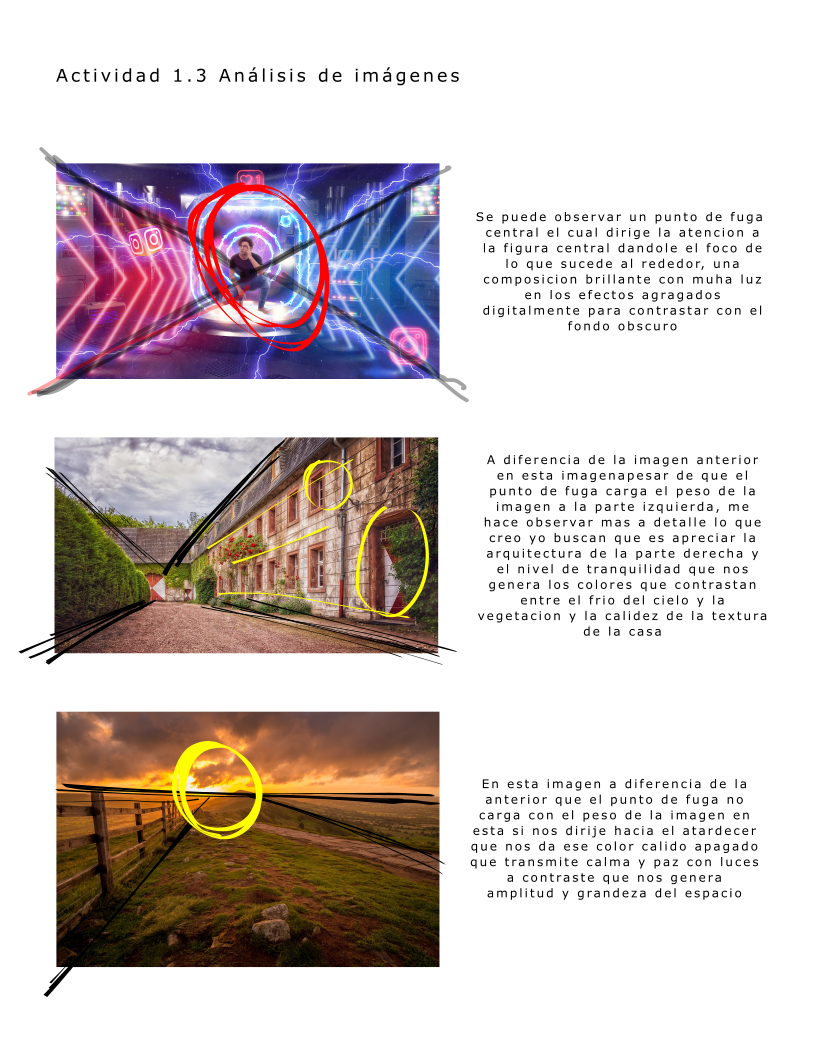 Actividad 1.3 Análisis de imágenes
Se puede observar un punto de fuga
central el cual dirige la atencion a
la figura central dandole el foco de
lo que sucede al rededor, una
composicion brillante con muha luz
en los efectos agragados
digitalmente para contrastar con el
fondo obscuro
A diferencia de la imagen anterior
en esta imagenapesar de que el
punto de fuga carga el peso de la
imagen a la parte izquierda, me
hace observar mas a detalle lo que
creo yo buscan que es apreciar la
arquitectura de la parte derecha y
el nivel de tranquilidad que nos
genera los colores que contrastan
entre el frio del cielo y la
vegetacion y la calidez de la textura
de la casa
En esta imagen a diferencia de la
anterior que el punto de fuga no
carga con el peso de la imagen en
esta si nos dirije hacia el atardecer
que nos da ese color calido apagado
que transmite calma y paz con luces
a contraste que nos genera
amplitud y grandeza del espacio